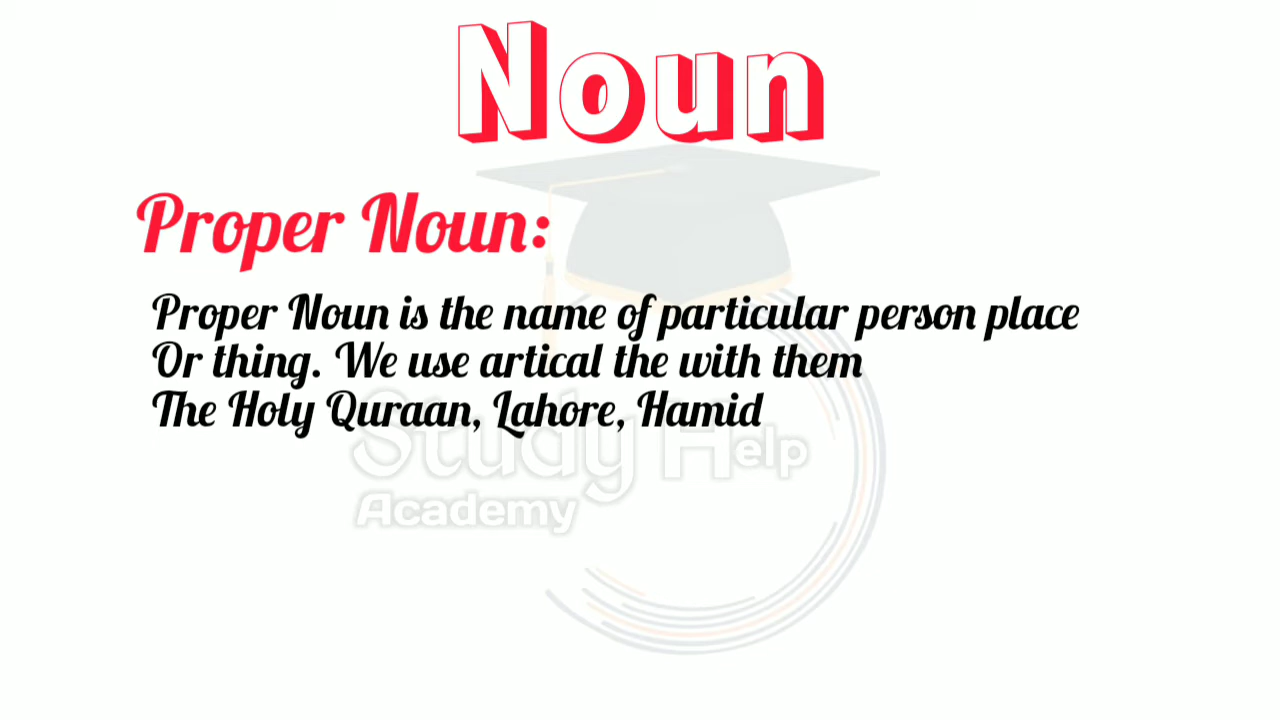 Noun
Proper Noun:
Proper Noun is the name of particular person place
Or thing. We use artical the with them
The Holy Quraan, Lahore, Hamid
Study Help
Academy